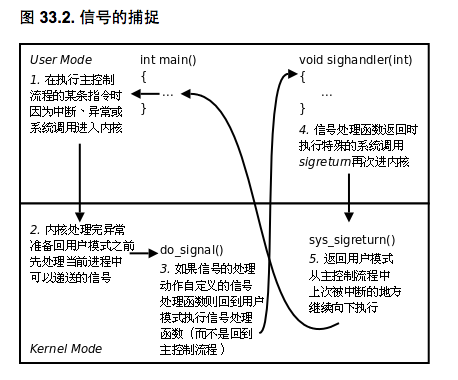 图 33.2. 信号的捕捉
User Mode
1. 在执行主控制
流程的某条指令时
因为中断、异常或
系统调用进入内核
int main()
{
...
}
void sighandler(int)
{
...
}
4. 信号处理函数返回时
执行特殊的系统调用
sigreturn再次进内核
2. 内核处理完异常
准备回用户模式之前
先处理当前进程中
可以递送的信号
do_signal()
3. 如果信号的处理
动作自定义的信号
处理函数则回到用户
模式执行信号处理
函数（而不是回到
主控制流程）
sys_sigreturn()
5. 返回用户模式
从主控制流程中
上次被中断的地方
继续向下执行
Kernel Mode